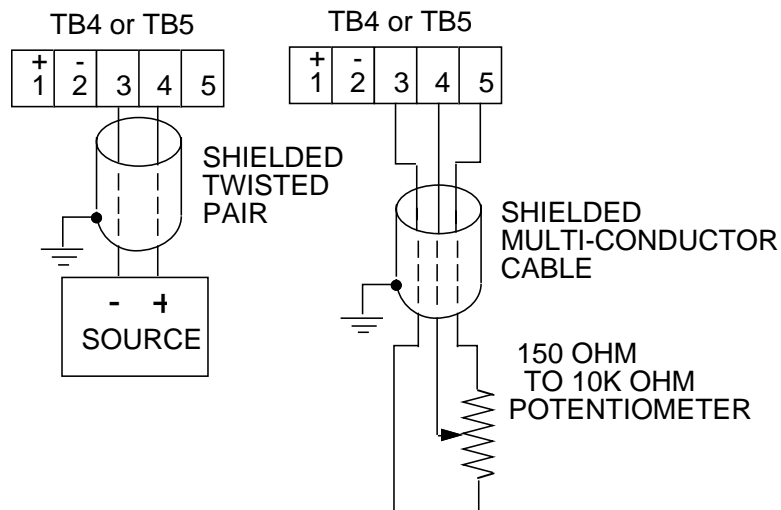 TB4 or TB5
+ -
1 2 3 4 5
SHIELDED
TWISTED
PAIR
- +
SOURCE
TB4 or TB5
+ -
1 2 3 4 5
SHIELDED
MULTI-CONDUCTOR
CABLE
150 OHM
TO 10K OHM
POTENTIOMETER